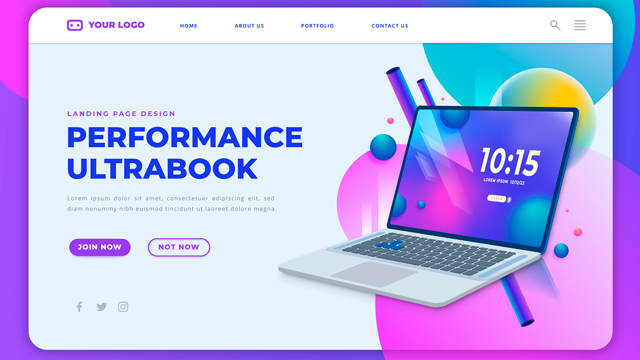 YOUR LOGO
HOME ABOUT US PORTFOLIO CONTACT US
LANDING PAGE DESIGN
PERFORMANCE
ULTRABOOK
Lorem ipsum dolor sit amet, consectetuer adipiscing elit, sed
diam nonummy nibh euismod tincidunt ut laoreet dolore magna.
JOIN NOW NOT NOW
10:15
LOREM IPSUM 12/12/22